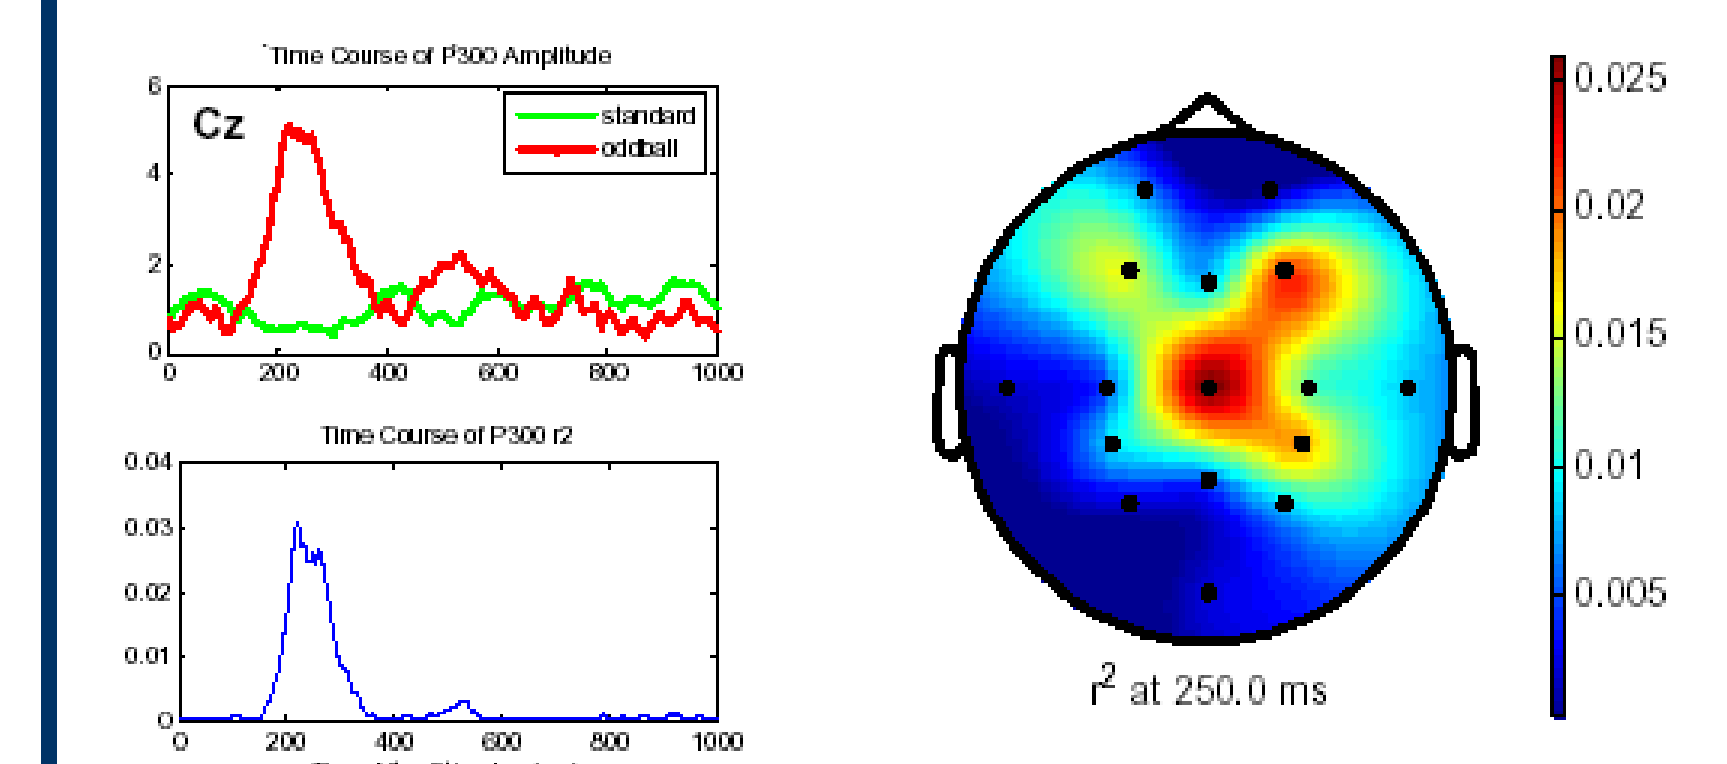 Time Course of P300 Amplitude
6
Cz
standard
oddball
4
2
0
0 200 400 600 800 1000
Time Course of P300 r2
0.04
0.03
0.02
0.01
0
0 200 400 600 800 1000
0.025
0.02
0.015
0.01
0.005
r² at 250.0 ms